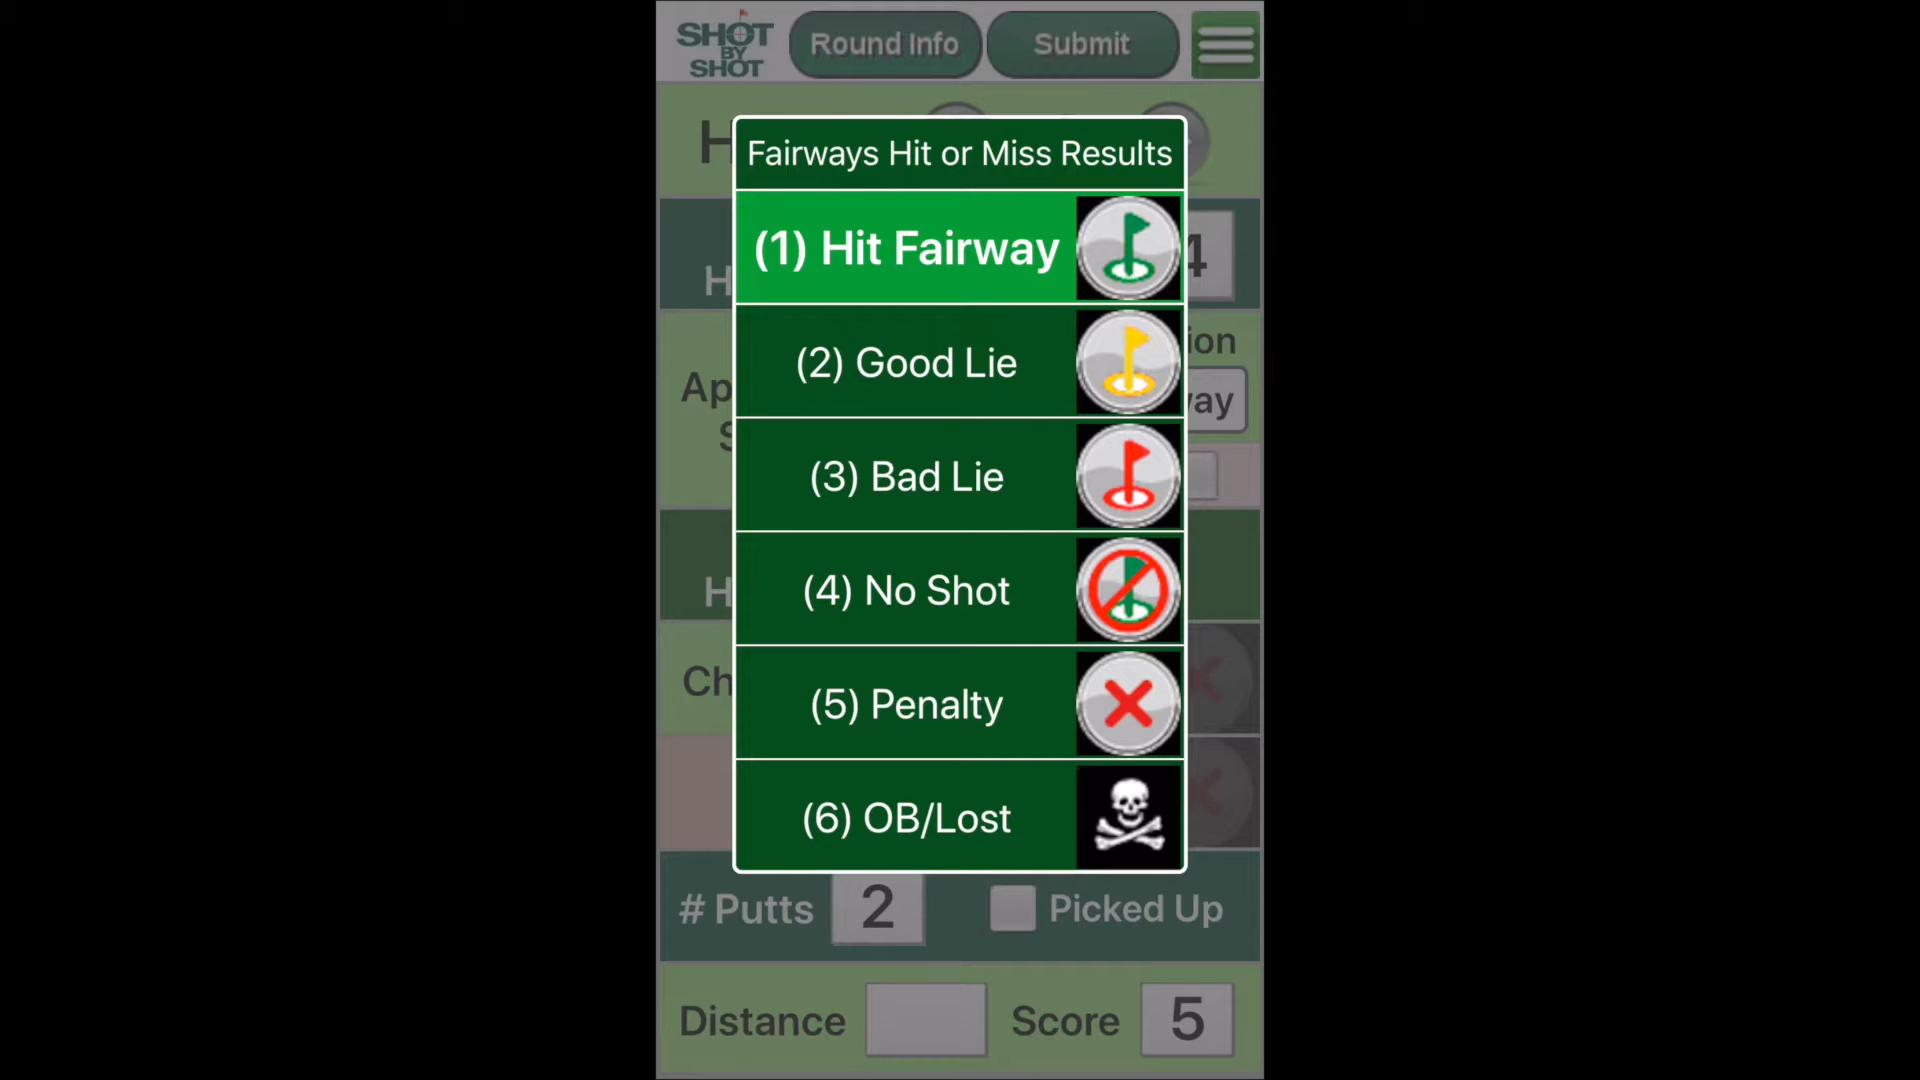 SHOT
BY
SHOT
Round Info
Submit
Fairways Hit or Miss Results
(1) Hit Fairway
4
(2) Good Lie
(3) Bad Lie
(4) No Shot
(5) Penalty
(6) OB/Lost
# Putts 2 Picked Up
Distance Score 5